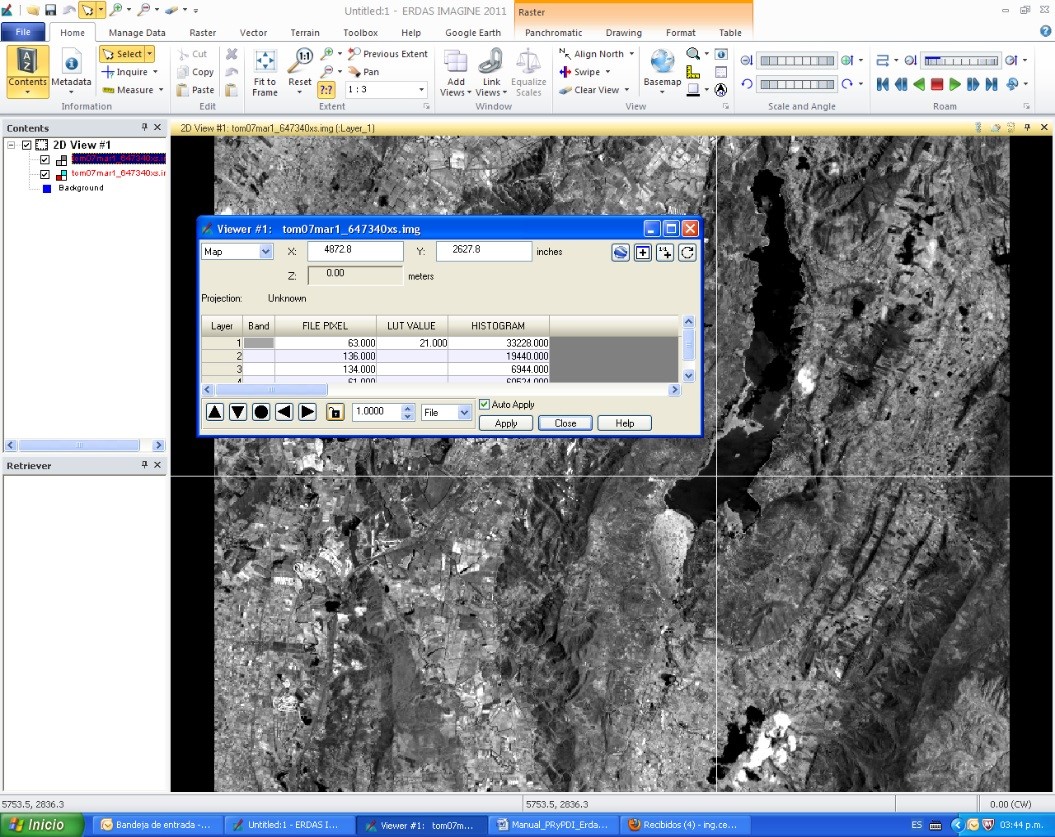 Untitled:1 - ERDAS IMAGINE 2011
Raster
File Home Manage Data Raster Vector Terrain Toolbox Help Google Earth Panchromatic Drawing Format Table
Contents
Metadata
Select
Inquire
Measure
Information
Cut
Copy
Paste
Edit
Fit to Frame
1:1
Reset
?:?
Previous Extent
Pan
1 : 3
Extent
Add Views
Link Views
Equalize Scales
Window
Align North
Swipe
Clear View
Basemap
View
Scale and Angle
Roam
Contents
2D View #1
tom07mar1_647340xs.ir
Background
Retriever
2D View #1: tom07mar1_647340xs.img (:Layer_1)
Viewer #1: tom07mar1_647340xs.img
Map X: 4872.8 Y: 2627.8 inches
Z: 0.00 meters
Projection: Unknown
Layer Band FILE PIXEL LUT VALUE HISTOGRAM
1 63.000 21.000 33228.000
2 136.000 19440.000
3 134.000 6944.000
4 61.000 60524.000
1.0000 File Auto Apply
Apply Close Help
5753.5, 2836.3 5753.5, 2836.3 0.00 (CW)
Inicio Bandeja de entrada -... Untitled:1 - ERDAS I... Viewer #1: tom07m... Manual_PRyPDI_Erda... Recibidos (4) - ing.ce... ES 03:44 p.m.